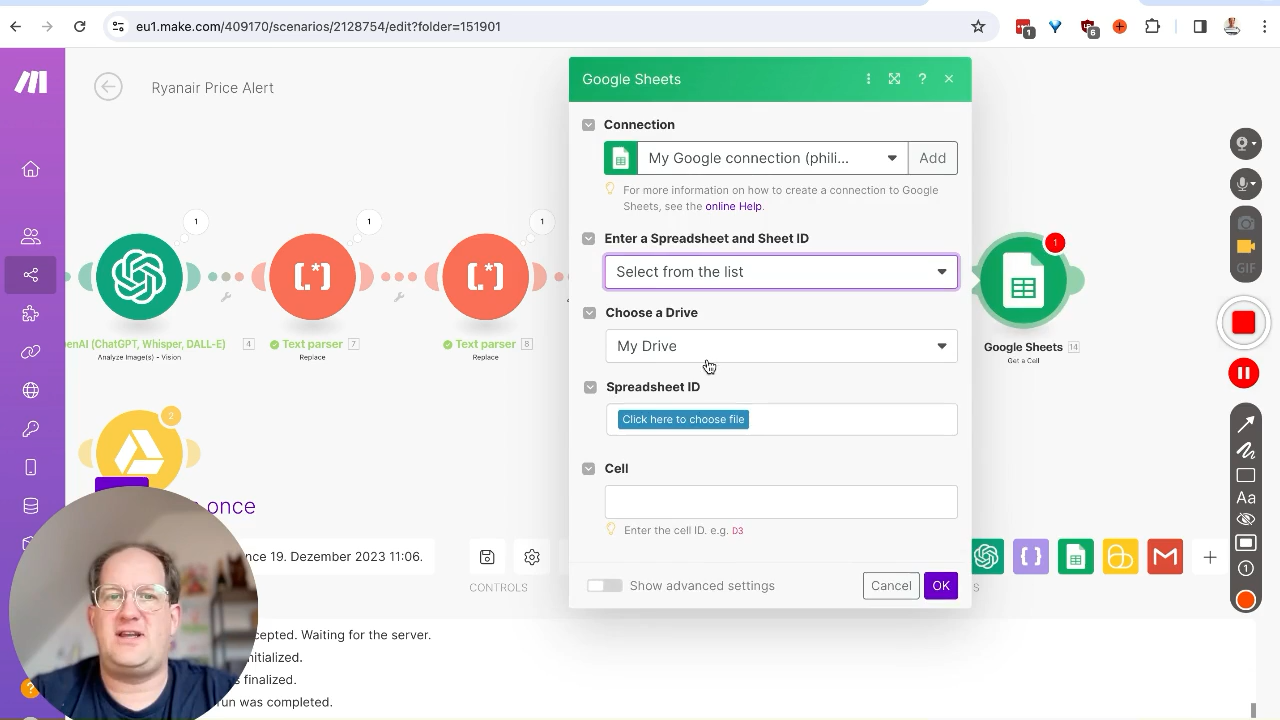 eu1.make.com/409170/scenarios/2128754/edit?folder=151901
1
6
Ryanair Price Alert
Google Sheets
?
Connection
My Google connection (phili...
Add
For more information on how to create a connection to Google
Sheets, see the online Help.
Enter a Spreadsheet and Sheet ID
Select from the list
Choose a Drive
My Drive
Spreadsheet ID
Click here to choose file
Cell
Enter the cell ID. e.g. D3
Show advanced settings
Cancel
OK
1
1
1
1
[.*]
[.*]
enAI (ChatGPT, Whisper, DALL-E) 4
Analyze Image(s) - Vision
Text parser 7
Replace
Text parser 8
Replace
Google Sheets 14
Get a Cell
2
once
nce 19. Dezember 2023 11:06.
CONTROLS
S
cepted. Waiting for the server.
nitialized.
s finalized.
run was completed.
GIF
Aa
1
?